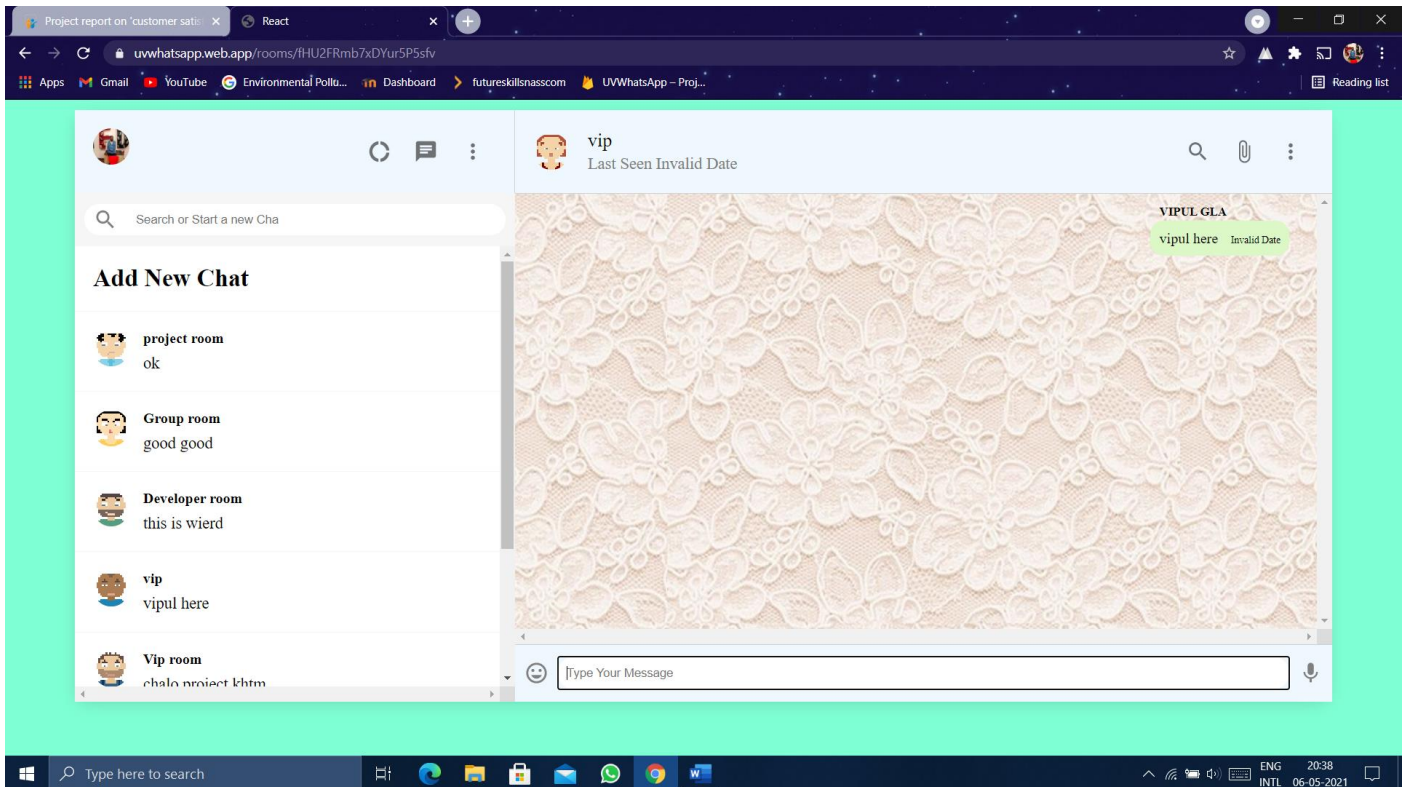 Project report on 'customer satis
React
uvwhatsapp.web.app/rooms/fHU2FRmb7xDYur5P5sfv
Apps
Gmail
YouTube
Environmental Pollu...
Dashboard
futureskillsnasscom
UVWhatsApp – Proj...
Reading list
vip
Last Seen Invalid Date
Search or Start a new Cha
Add New Chat
project room
ok
Group room
good good
Developer room
this is wierd
vip
vipul here
Vip room
chalo project khtm
VIPUL GLA
vipul here Invalid Date
Type Your Message
Type here to search
ENG
INTL
20:38
06-05-2021